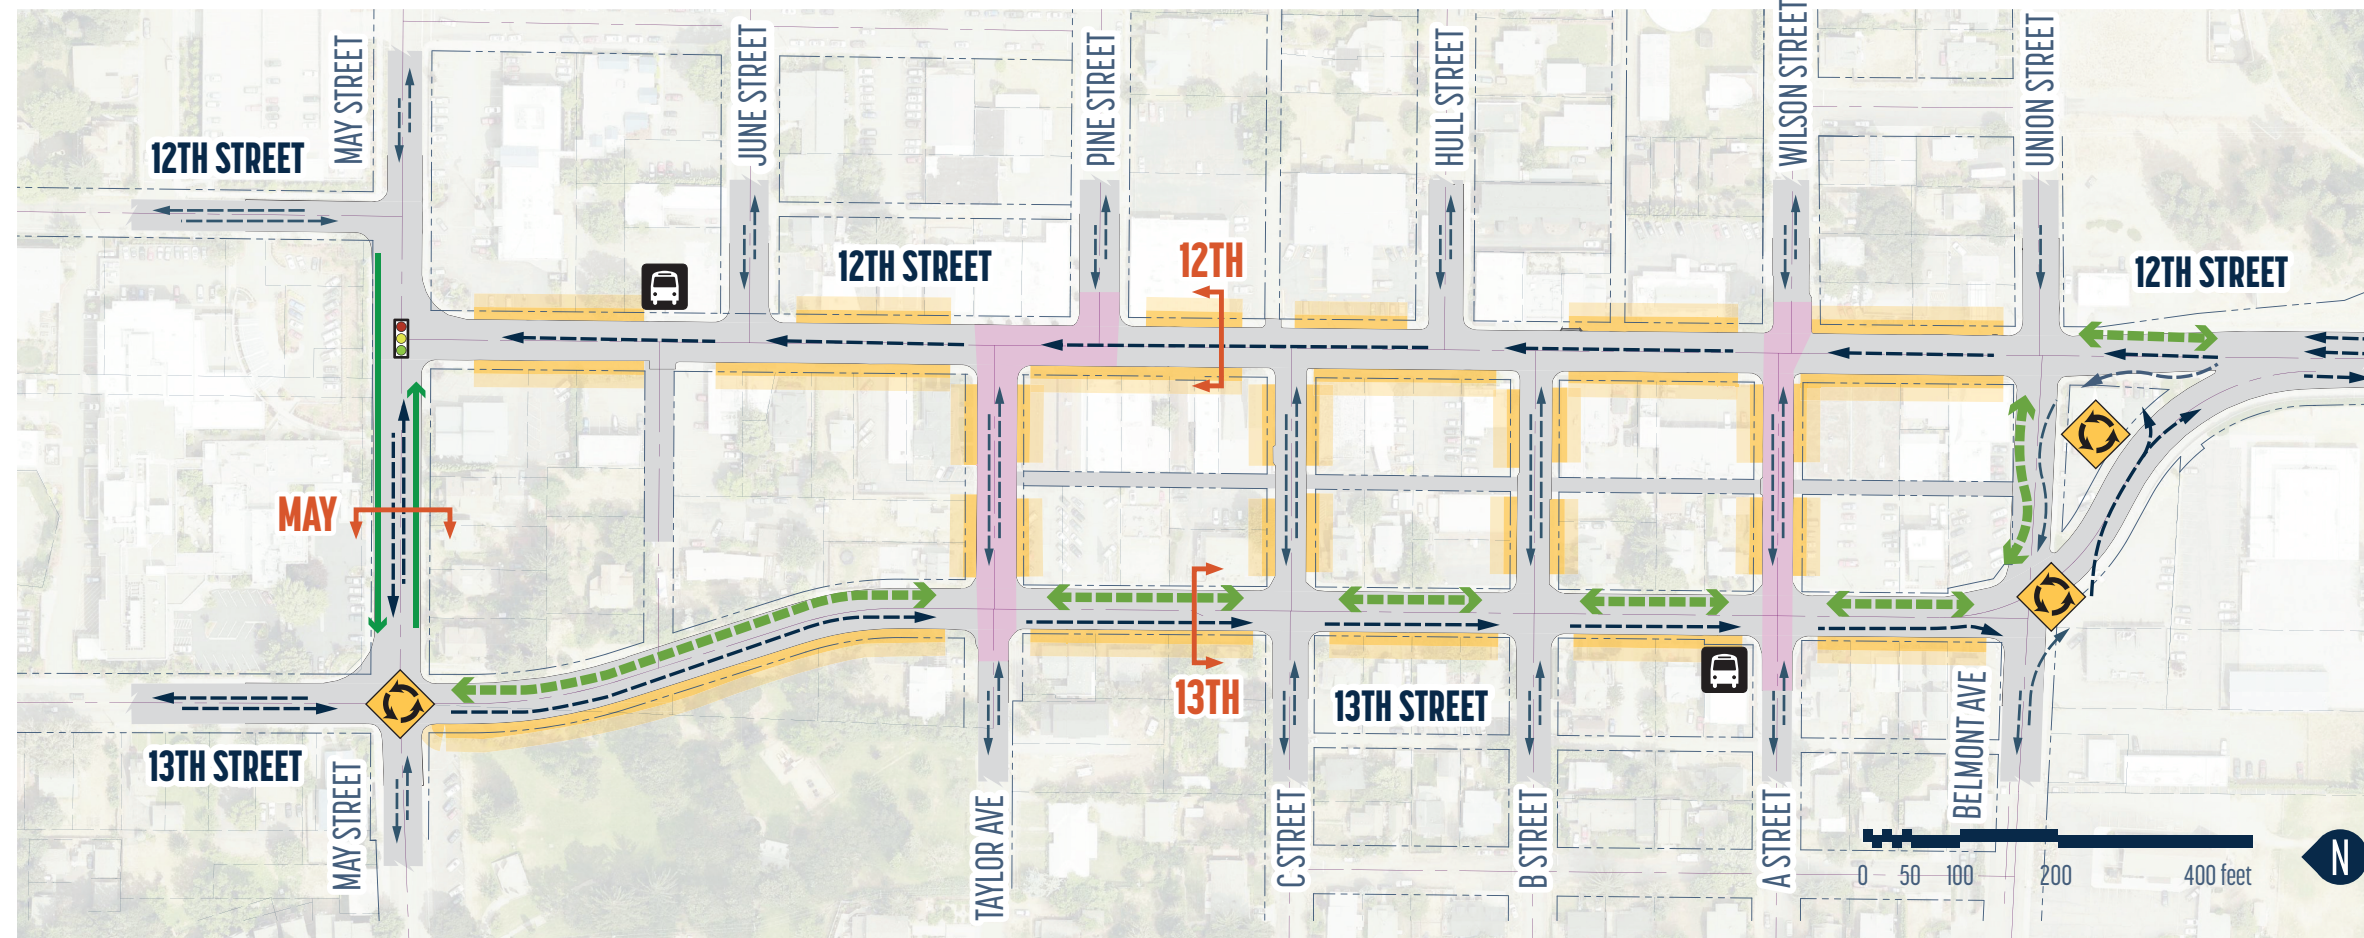 MAY STREET
JUNE STREET
PINE STREET
HULL STREET
WILSON STREET
UNION STREET
12TH STREET
12TH STREET
12TH
12TH STREET
MAY
13TH
13TH STREET
13TH STREET
MAY STREET
TAYLOR AVE
C STREET
B STREET
A STREET
BELMONT AVE
0 50 100 200 400 feet
N